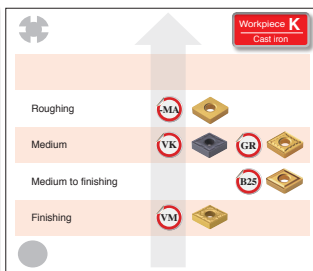 Workpiece K
Cast iron
Roughing
-MA
Medium
VK
GR
Medium to finishing
B25
Finishing
VM